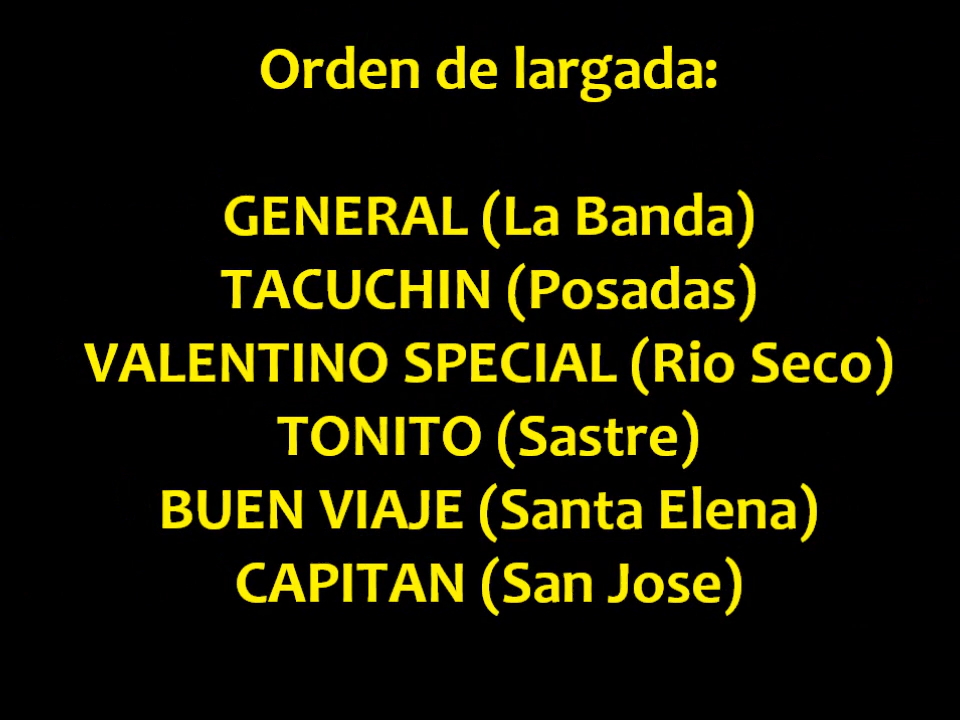 Orden de largada:
GENERAL (La Banda)
TACUCHIN (Posadas)
VALENTINO SPECIAL (Rio Seco)
TONITO (Sastre)
BUEN VIAJE (Santa Elena)
CAPITAN (San Jose)